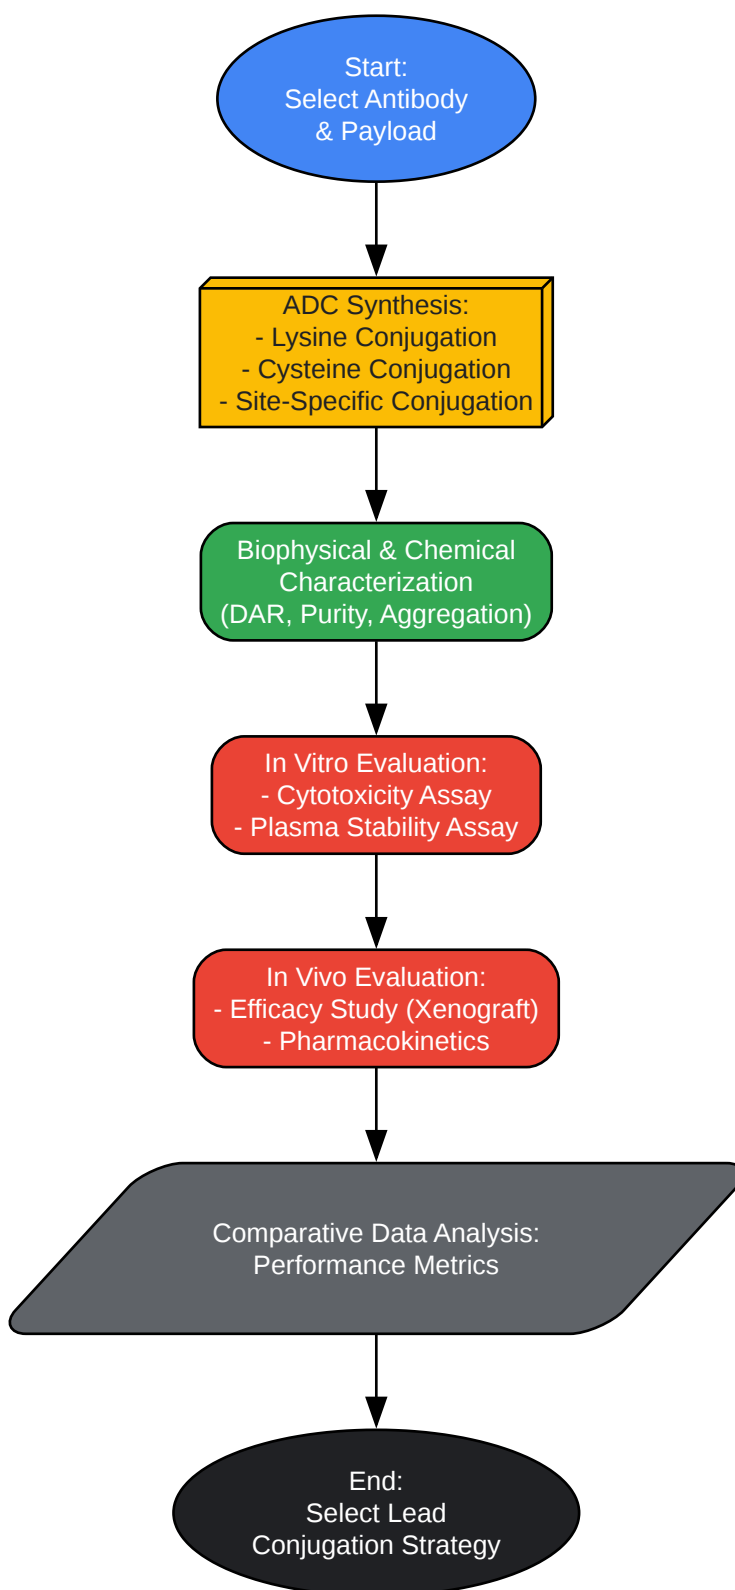 Start:
Select Antibody
& Payload
ADC Synthesis:
- Lysine Conjugation
- Cysteine Conjugation
- Site-Specific Conjugation
Biophysical & Chemical
Characterization
(DAR, Purity, Aggregation)
In Vitro Evaluation:
- Cytotoxicity Assay
- Plasma Stability Assay
In Vivo Evaluation:
- Efficacy Study (Xenograft)
- Pharmacokinetics
Comparative Data Analysis:
Performance Metrics
End:
Select Lead
Conjugation Strategy